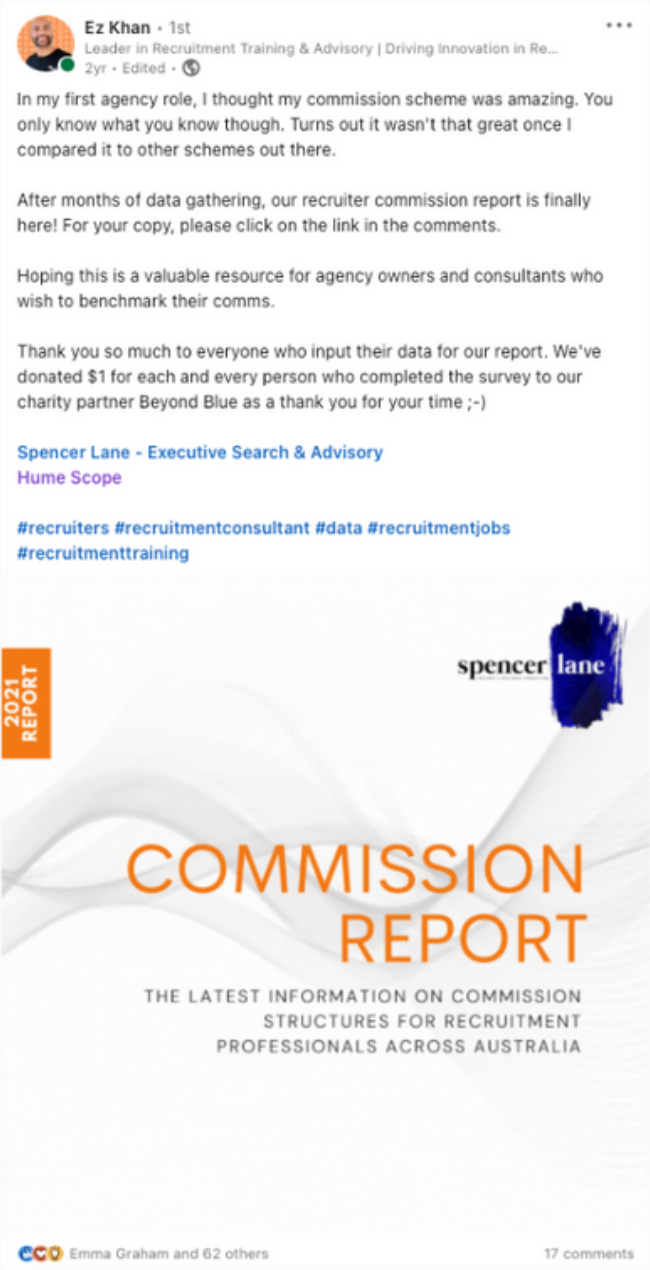 Ez Khan • 1st
Leader in Recruitment Training & Advisory | Driving Innovation in Re...
2yr • Edited •
In my first agency role, I thought my commission scheme was amazing. You
only know what you know though. Turns out it wasn't that great once I
compared it to other schemes out there.
After months of data gathering, our recruiter commission report is finally
here! For your copy, please click on the link in the comments.
Hoping this is a valuable resource for agency owners and consultants who
wish to benchmark their comms.
Thank you so much to everyone who input their data for our report. We've
donated $1 for each and every person who completed the survey to our
charity partner Beyond Blue as a thank you for your time ;-)
Spencer Lane - Executive Search & Advisory
Hume Scope
#recruiters #recruitmentconsultant #data #recruitmentjobs
#recruitmenttraining
spencer lane
2021
REPORT
COMMISSION
REPORT
THE LATEST INFORMATION ON COMMISSION
STRUCTURES FOR RECRUITMENT
PROFESSIONALS ACROSS AUSTRALIA
Emma Graham and 62 others
17 comments